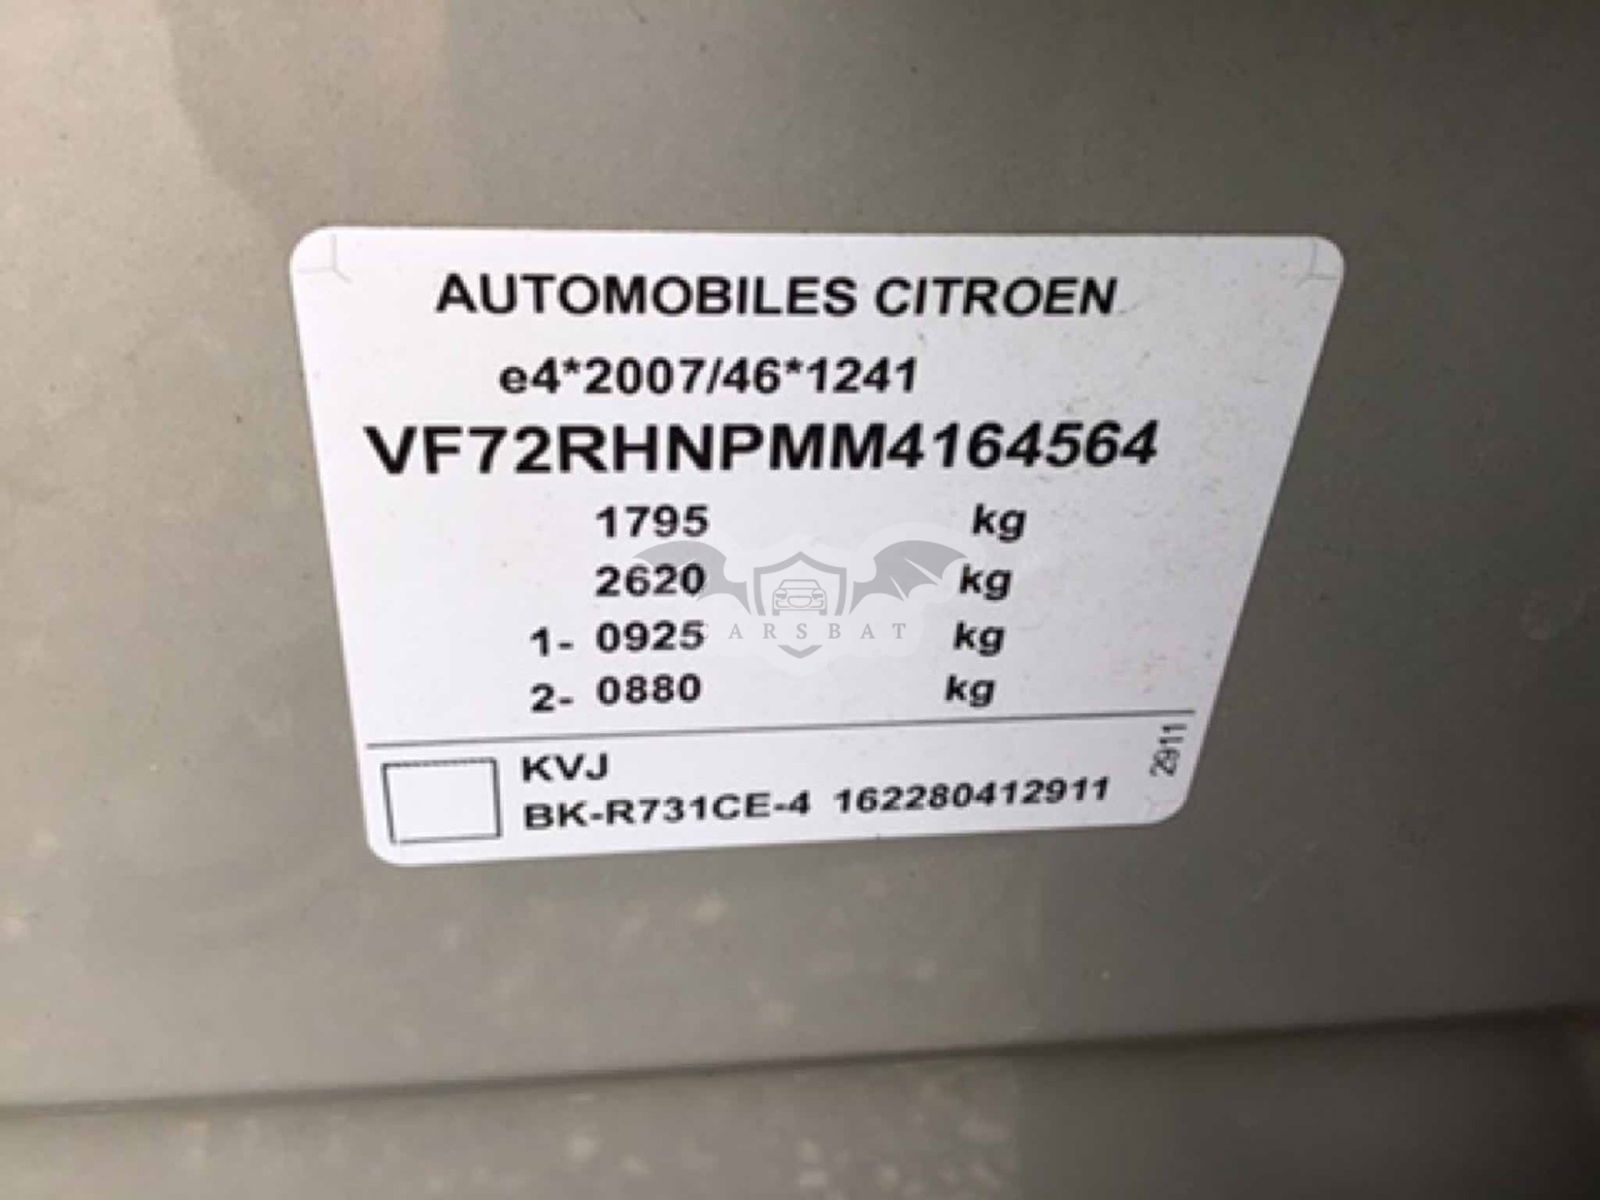 AUTOMOBILES CITROEN
e4*2007/46*1241
VF72RHNPMM4164564
1795 kg
2620 kg
1- 0925 kg
2- 0880 kg
CARSBAT
KVJ
BK-R731CE-4 162280412911
2911